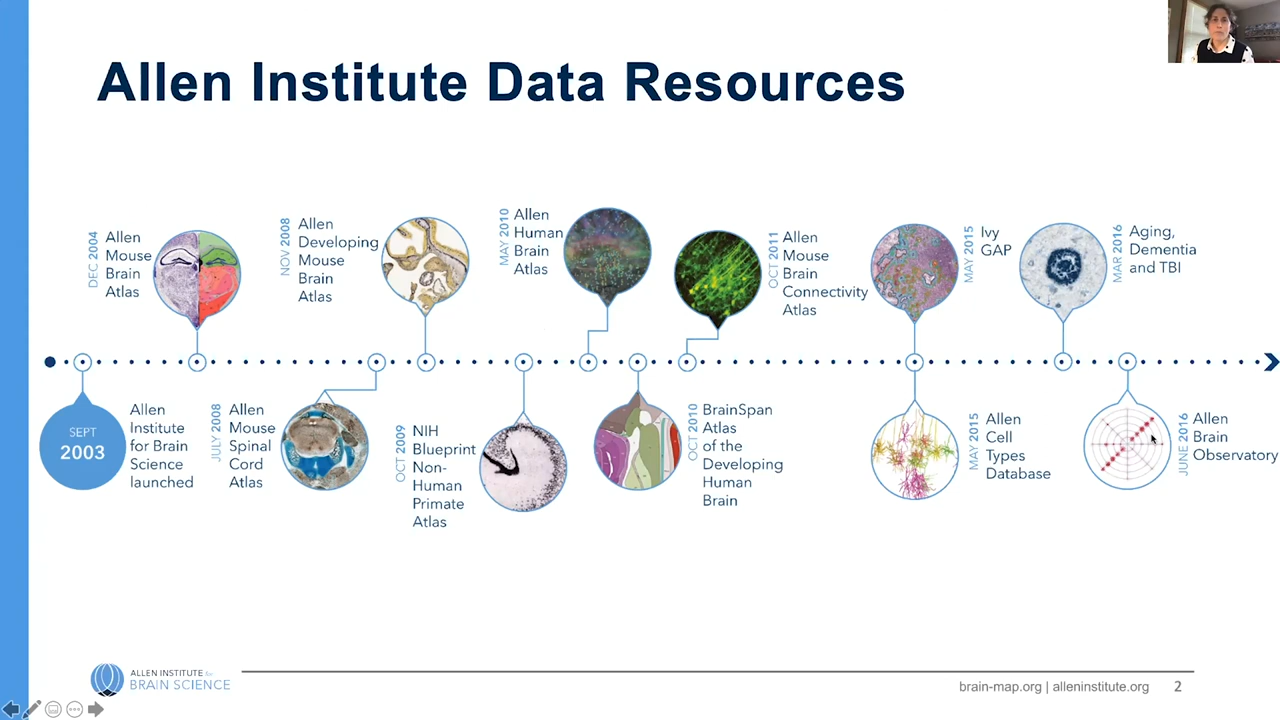 Allen Institute Data Resources
DEC 2004
Allen
Mouse
Brain
Atlas
NOV 2008
Allen
Developing
Mouse
Brain
Atlas
MAY 2010
Allen
Human
Brain
Atlas
OCT 2011
Allen
Mouse
Brain
Connectivity
Atlas
MAY 2015
Ivy
GAP
MAR 2016
Aging,
Dementia
and TBI
SEPT
2003
Allen
Institute
for Brain
Science
launched
JULY 2008
Allen
Mouse
Spinal
Cord
Atlas
OCT 2009
NIH
Blueprint
Non-
Human
Primate
Atlas
OCT 2010
BrainSpan
Atlas
of the
Developing
Human
Brain
MAY 2015
Allen
Cell
Types
Database
JUNE 2016
Allen
Brain
Observatory
ALLEN INSTITUTE for
BRAIN SCIENCE
brain-map.org | alleninstitute.org 2